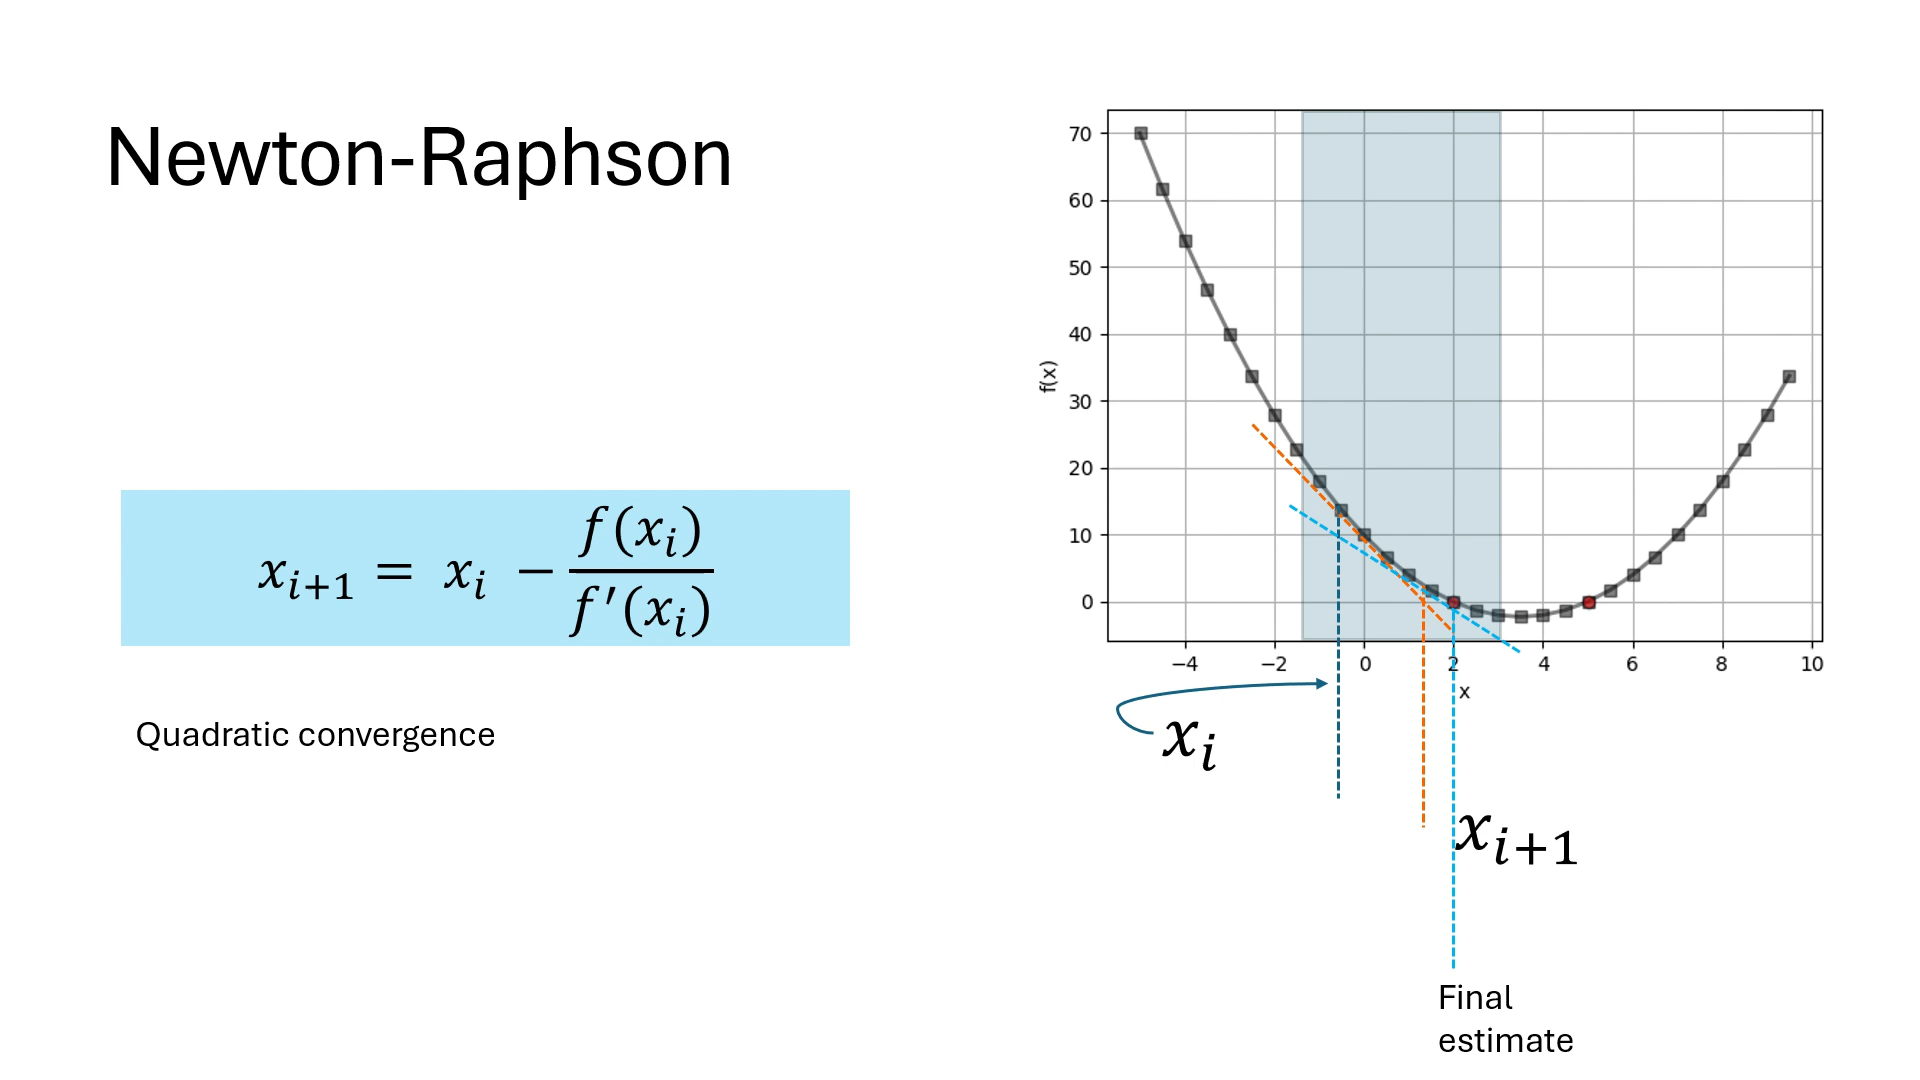 Newton-Raphson
x_{i+1} = x_i − f(x_i) / f′(x_i)
Quadratic convergence
70
60
50
40
30
20
10
0
f(x)
−4 −2 0 2 4 6 8 10
x
x_i
x_{i+1}
Final
estimate